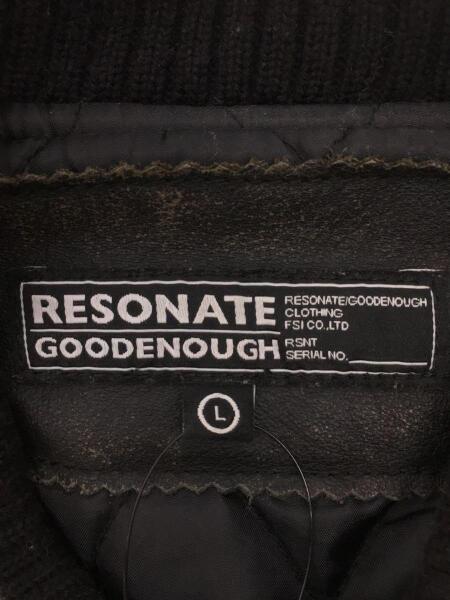 RESONATE
GOODENOUGH
RESONATE/GOODENOUGH
CLOTHING
FSI CO.,LTD
RSNT
SERIAL NO.
L